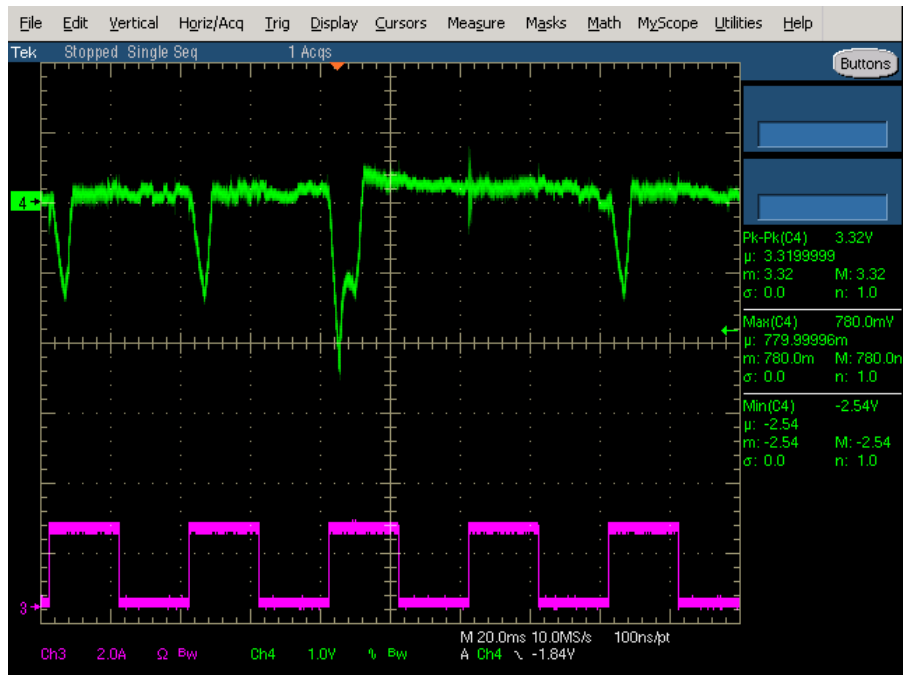 File Edit Vertical Horiz/Acq Trig Display Cursors Measure Masks Math MyScope Utilities Help
Tek Stopped Single Seq 1 Acqs
Buttons
4
Pk-Pk(C4) 3.32V
μ: 3.3199999
m: 3.32 M: 3.32
σ: 0.0 n: 1.0
Max(C4) 780.0mV
μ: 779.99996m
m: 780.0m M: 780.0n
σ: 0.0 n: 1.0
Min(C4) -2.54V
μ: -2.54
m: -2.54 M: -2.54
σ: 0.0 n: 1.0
3
M 20.0ms 10.0MS/s 100ns/pt
Ch3 2.0A Ω Bw Ch4 1.0V Bw A Ch4 -1.84V